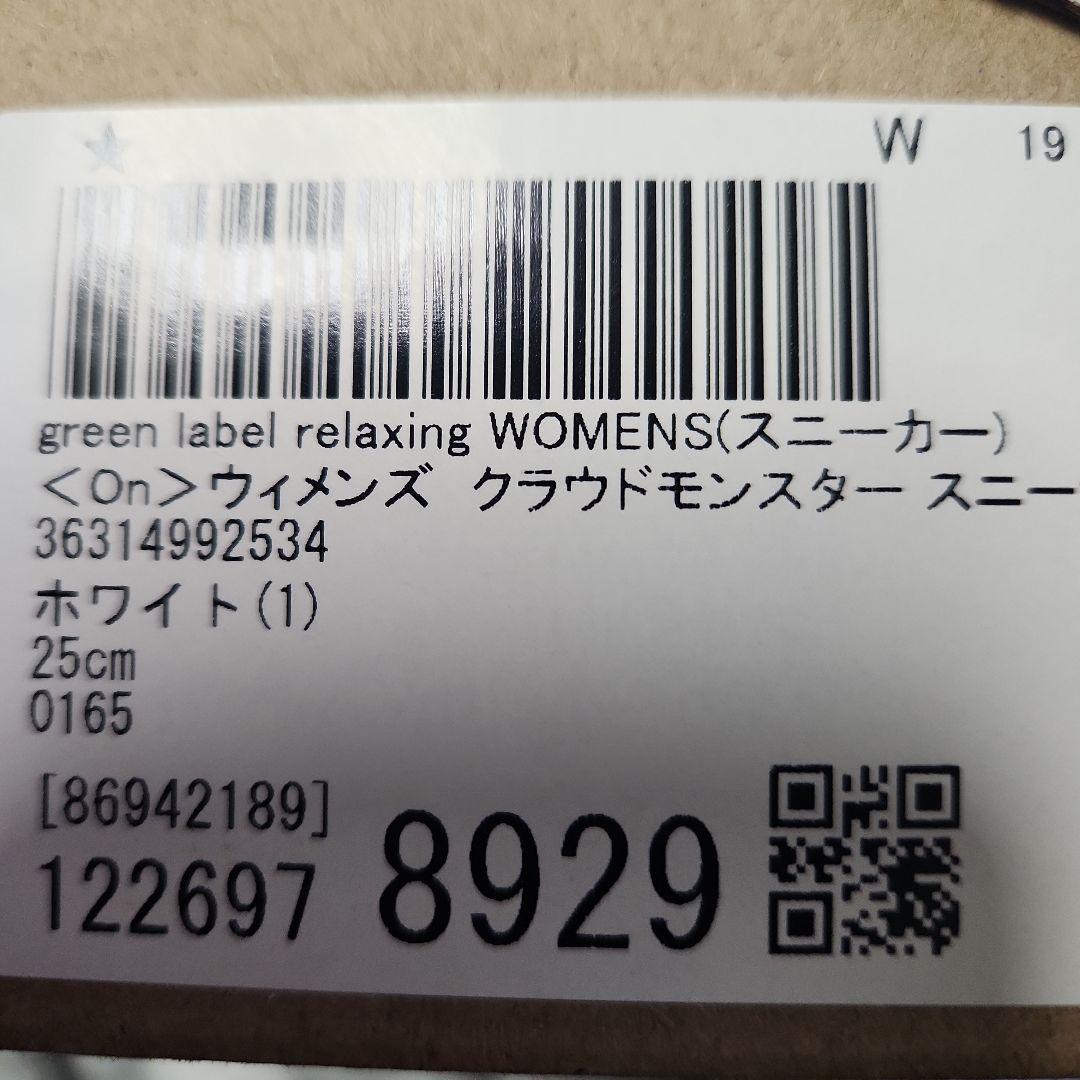 ★ W 19
green label relaxing WOMENS(スニーカー)
<On>ウィメンズ クラウドモンスター スニー
36314992534
ホワイト(1)
25cm
0165
[86942189]
122697 8929